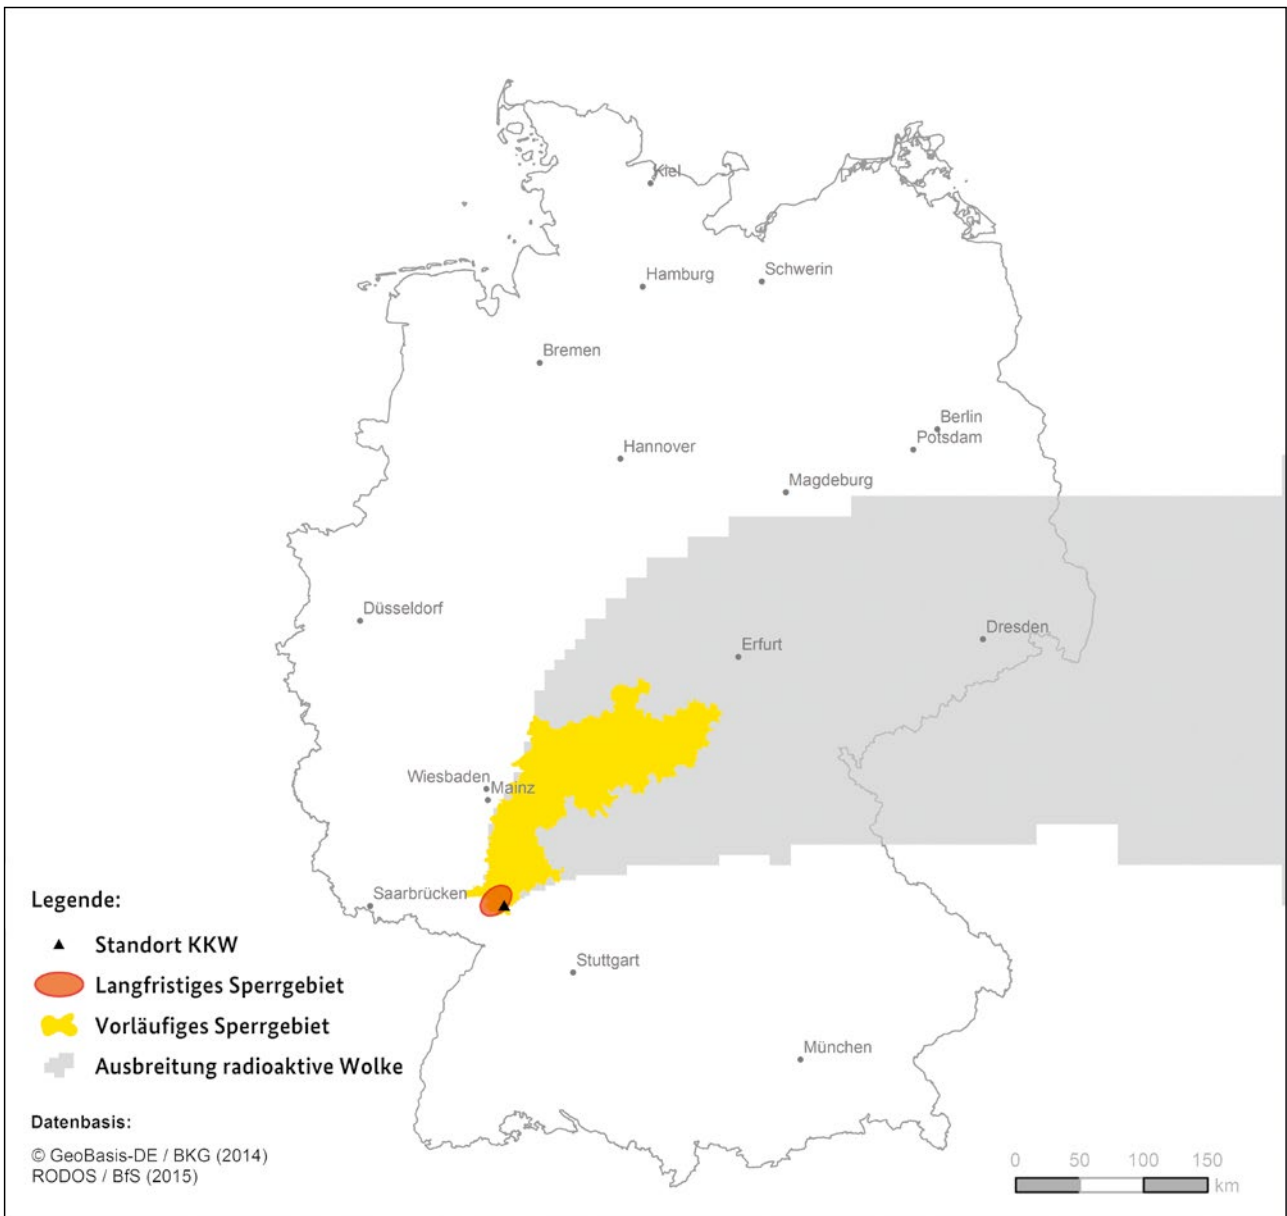 Kiel
Hamburg
Schwerin
Bremen
Berlin
Potsdam
Hannover
Magdeburg
Düsseldorf
Dresden
Erfurt
Wiesbaden
Mainz
Saarbrücken
Stuttgart
München
Legende:
Standort KKW
Langfristiges Sperrgebiet
Vorläufiges Sperrgebiet
Ausbreitung radioaktive Wolke
Datenbasis:
© GeoBasis-DE / BKG (2014)
RODOS / BfS (2015)
0 50 100 150
km